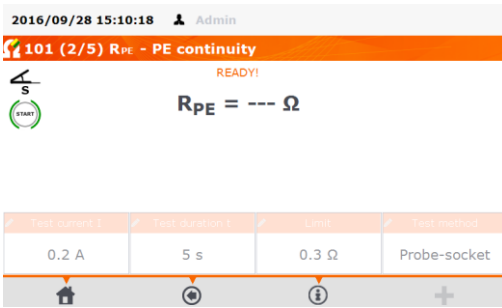 2016/09/28 15:10:18 Admin
101 (2/5) RPE - PE continuity
READY!
S
START
RPE = --- Ω
Test current I Test duration t Limit Test method
0.2 A 5 s 0.3 Ω Probe-socket